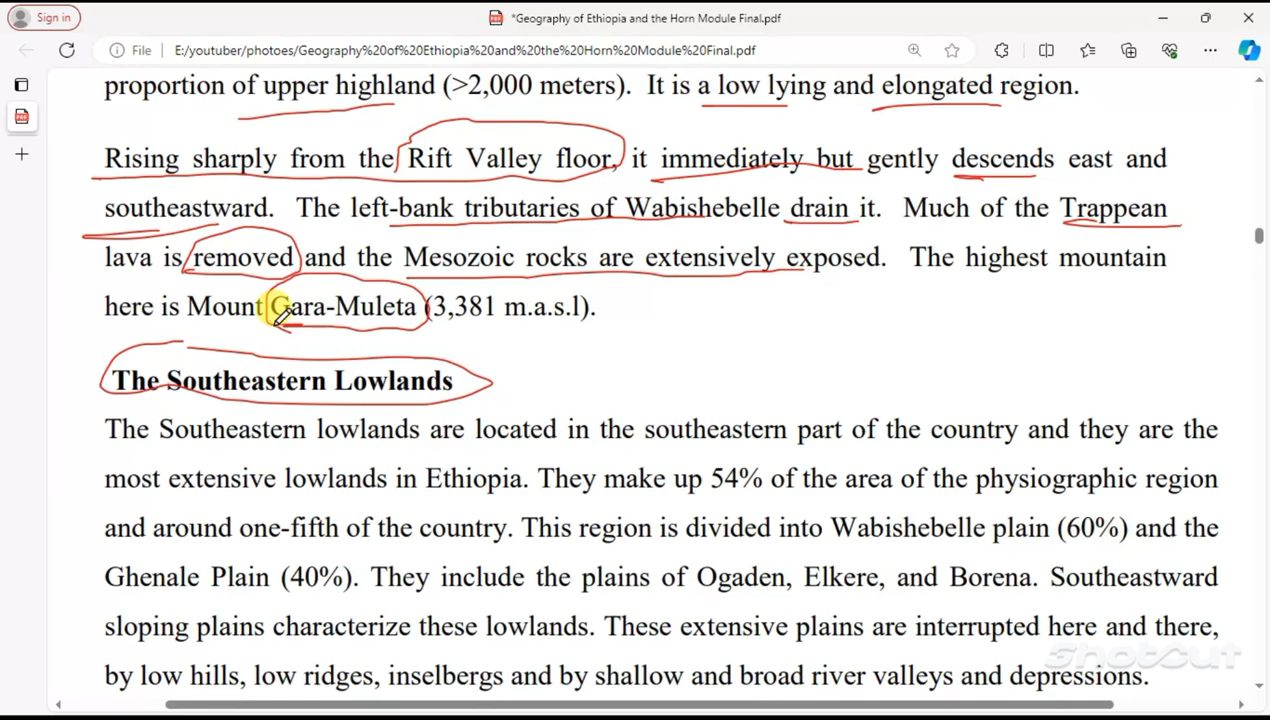 Sign in
*Geography of Ethiopia and the Horn Module Final.pdf
File
E:/youtuber/photoes/Geography%20of%20Ethiopia%20and%20the%20Horn%20Module%20Final.pdf
proportion of upper highland (>2,000 meters). It is a low lying and elongated region.
Rising sharply from the Rift Valley floor, it immediately but gently descends east and
southeastward. The left-bank tributaries of Wabishebelle drain it. Much of the Trappean
lava is removed and the Mesozoic rocks are extensively exposed. The highest mountain
here is Mount Gara-Muleta (3,381 m.a.s.l).
The Southeastern Lowlands
The Southeastern lowlands are located in the southeastern part of the country and they are the
most extensive lowlands in Ethiopia. They make up 54% of the area of the physiographic region
and around one-fifth of the country. This region is divided into Wabishebelle plain (60%) and the
Ghenale Plain (40%). They include the plains of Ogaden, Elkere, and Borena. Southeastward
sloping plains characterize these lowlands. These extensive plains are interrupted here and there,
by low hills, low ridges, inselbergs and by shallow and broad river valleys and depressions.
shotcut